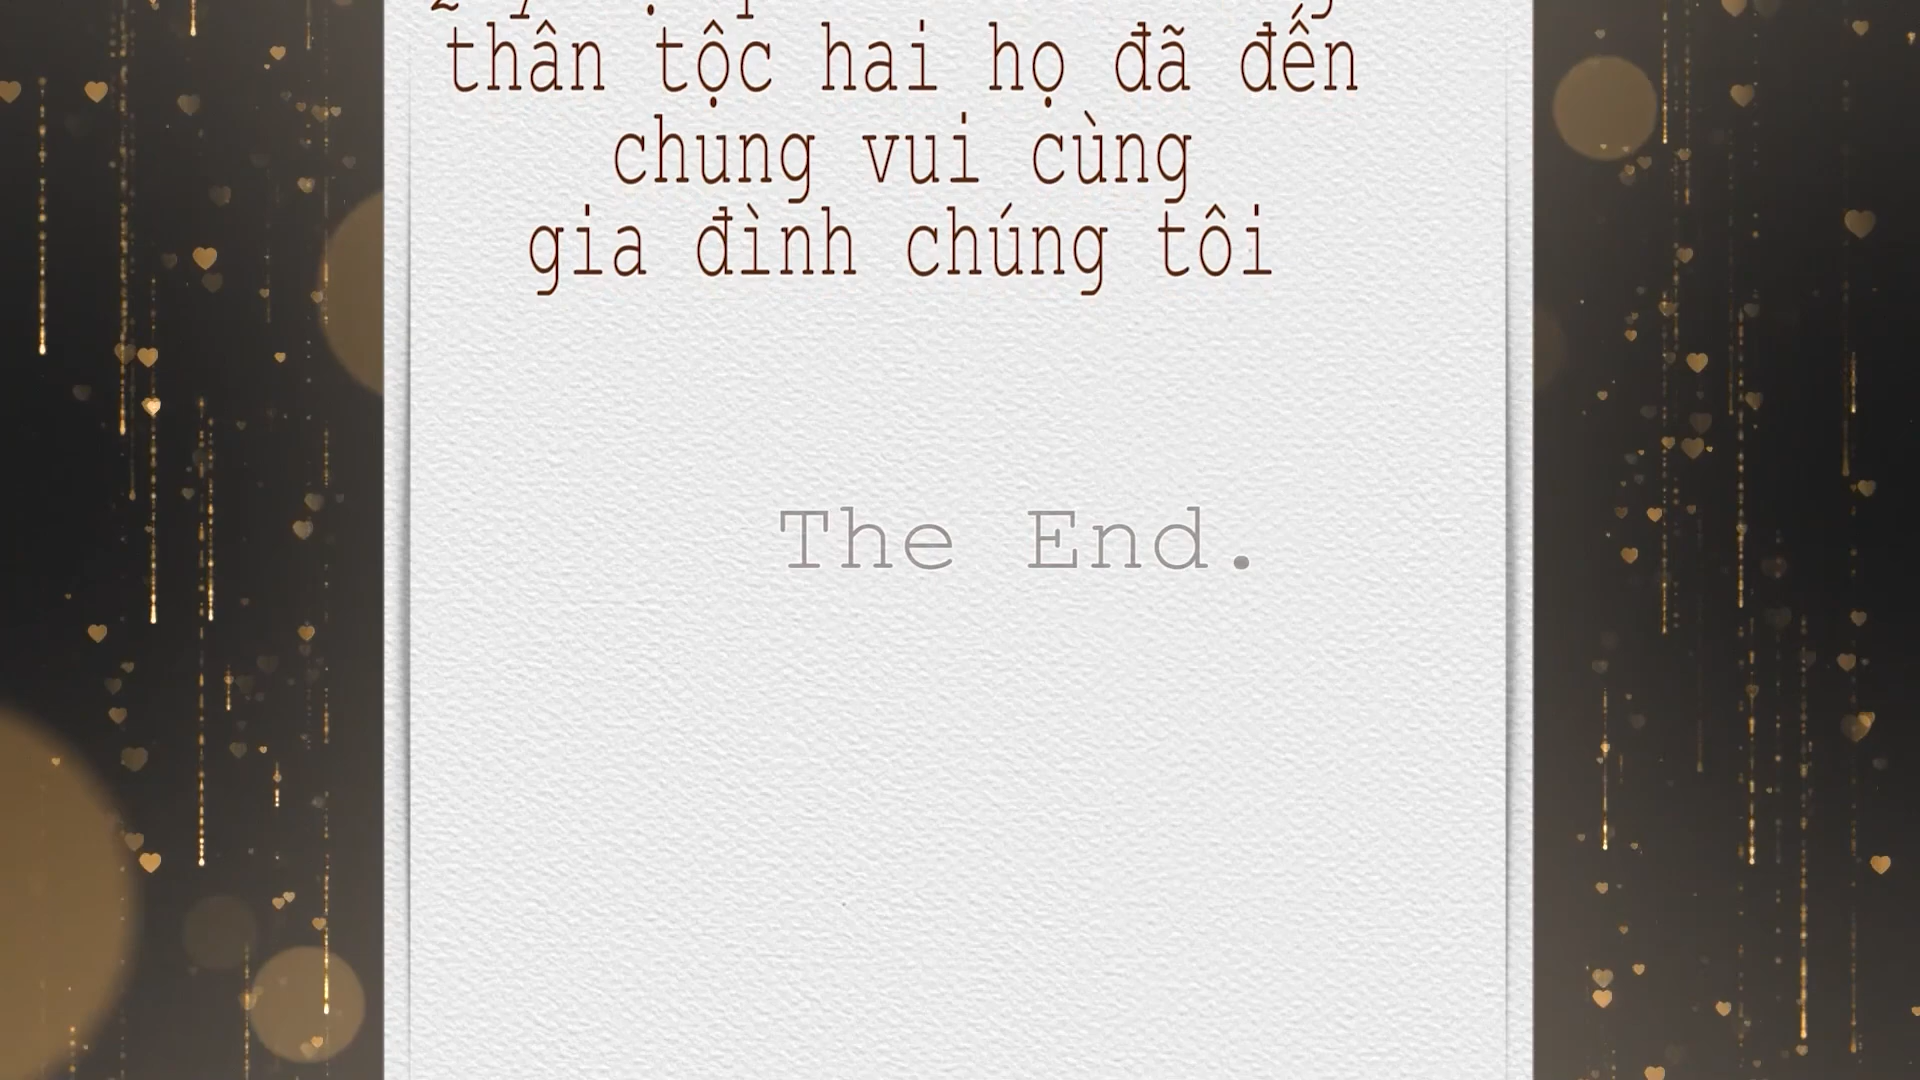 thân tộc hai họ đã đến
chung vui cùng
gia đình chúng tôi
The End.